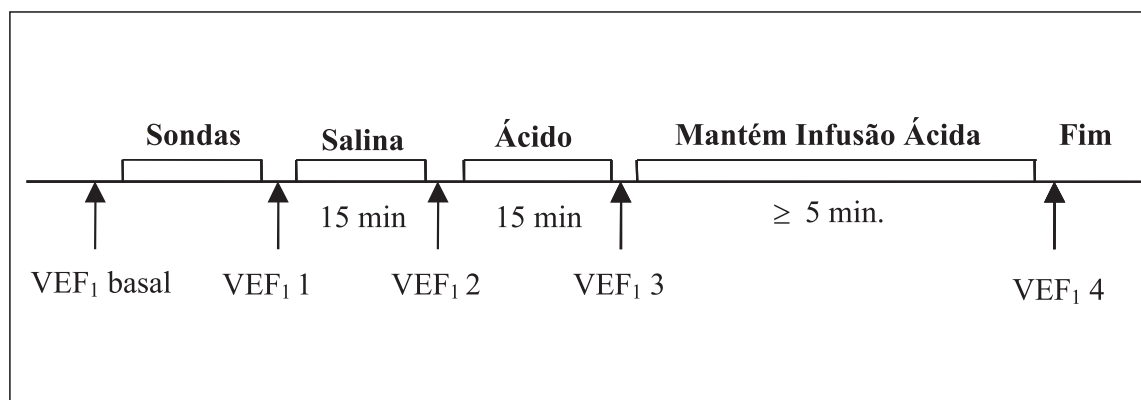 Sondas Salina Ácido Mantém Infusão Ácida Fim
15 min 15 min ≥ 5 min.
VEF₁ basal VEF₁ 1 VEF₁ 2 VEF₁ 3 VEF₁ 4